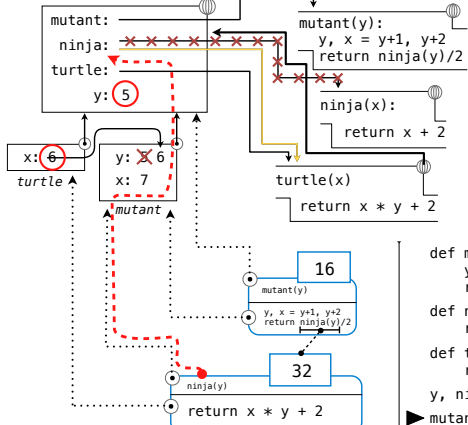 mutant:
ninja:
turtle:
y: 5
mutant(y):
y, x = y+1, y+2
return ninja(y)/2
ninja(x):
return x + 2
turtle(x)
return x * y + 2
x: 6
turtle
y: 5 6
x: 7
mutant
16
mutant(y)
y, x = y+1, y+2
return ninja(y)/2
32
ninja(y)
return x * y + 2
def m
y
r
def n
r
def t
r
y, ni
mutan